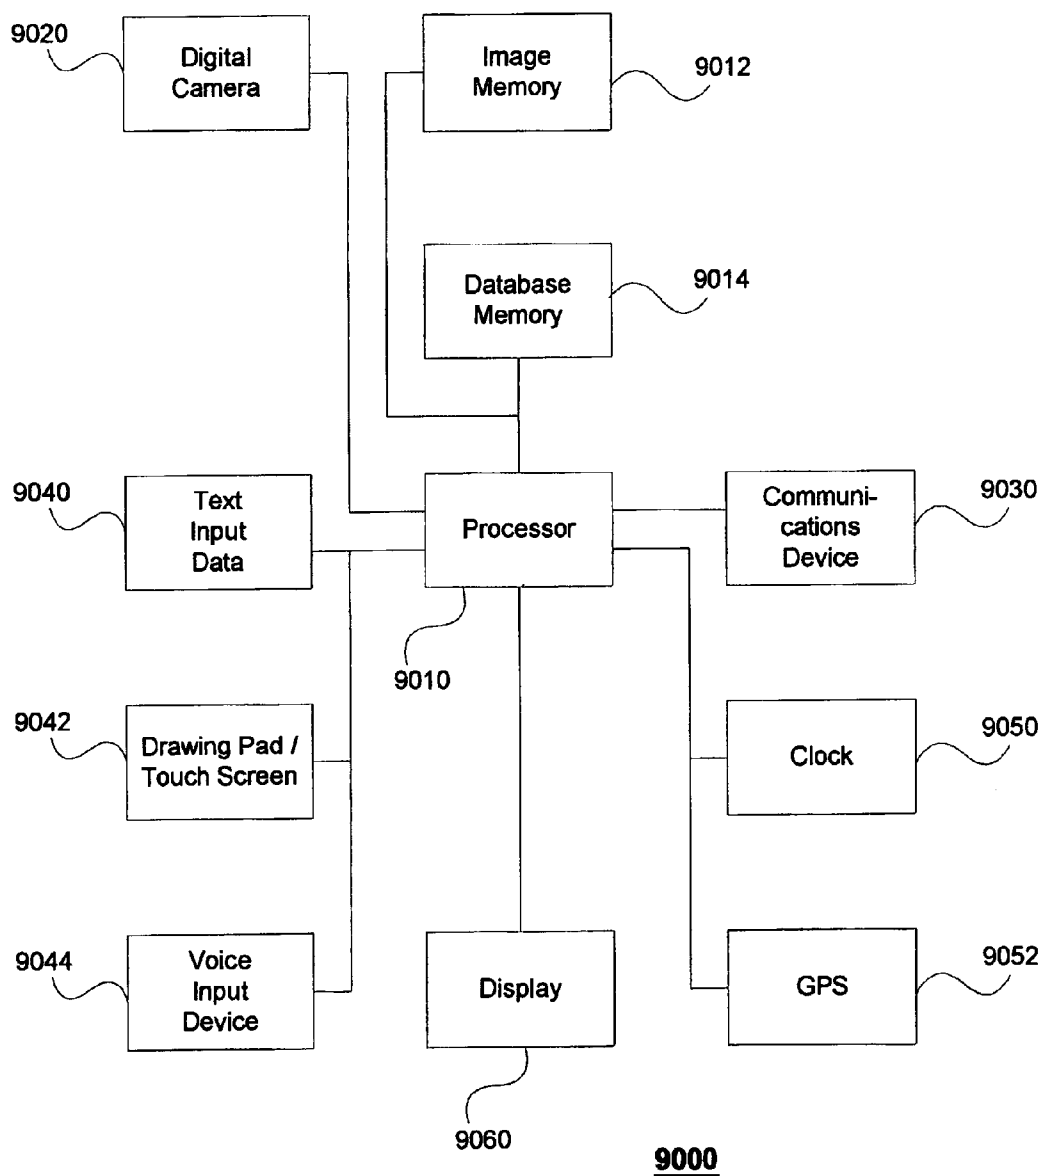 9020
Digital
Camera
Image
Memory
9012
Database
Memory
9014
9040
Text
Input
Data
Processor
Communi-
cations
Device
9030
9010
9042
Drawing Pad /
Touch Screen
Clock
9050
9044
Voice
Input
Device
Display
GPS
9052
9060
9000